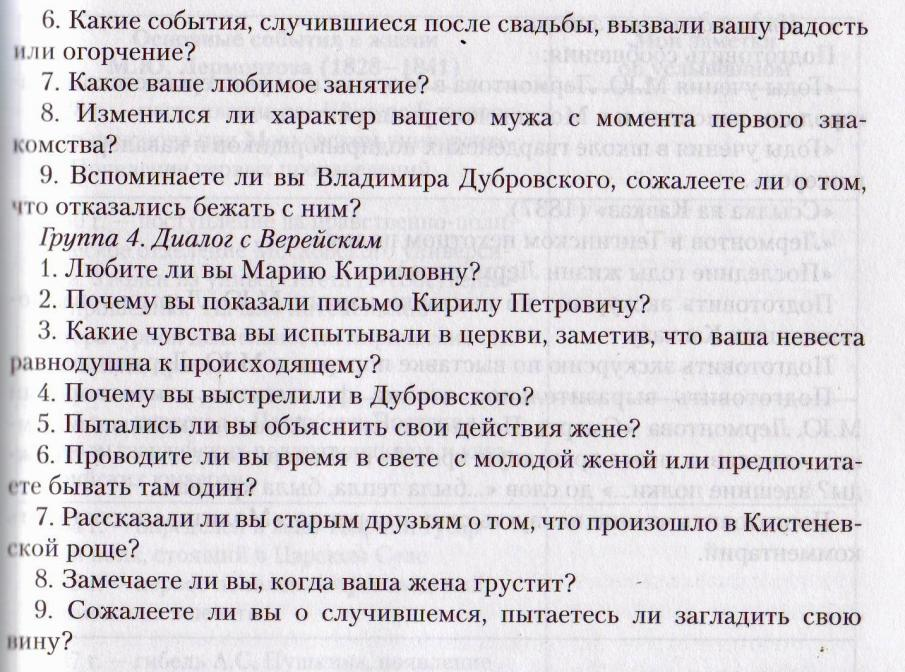 6. Какие события, случившиеся после свадьбы, вызвали вашу радость
или огорчение?
7. Какое ваше любимое занятие?
8. Изменился ли характер вашего мужа с момента первого зна-
комства?
9. Вспоминаете ли вы Владимира Дубровского, сожалеете ли о том,
что отказались бежать с ним?
Группа 4. Диалог с Верейским
1. Любите ли вы Марию Кириловну?
2. Почему вы показали письмо Кирилу Петровичу?
3. Какие чувства вы испытывали в церкви, заметив, что ваша невеста
равнодушна к происходящему?
4. Почему вы выстрелили в Дубровского?
5. Пытались ли вы объяснить свои действия жене?
6. Проводите ли вы время в свете с молодой женой или предпочита-
ете бывать там один?
7. Рассказали ли вы старым друзьям о том, что произошло в Кистенев-
ской роще?
8. Замечаете ли вы, когда ваша жена грустит?
9. Сожалеете ли вы о случившемся, пытаетесь ли загладить свою
вину?